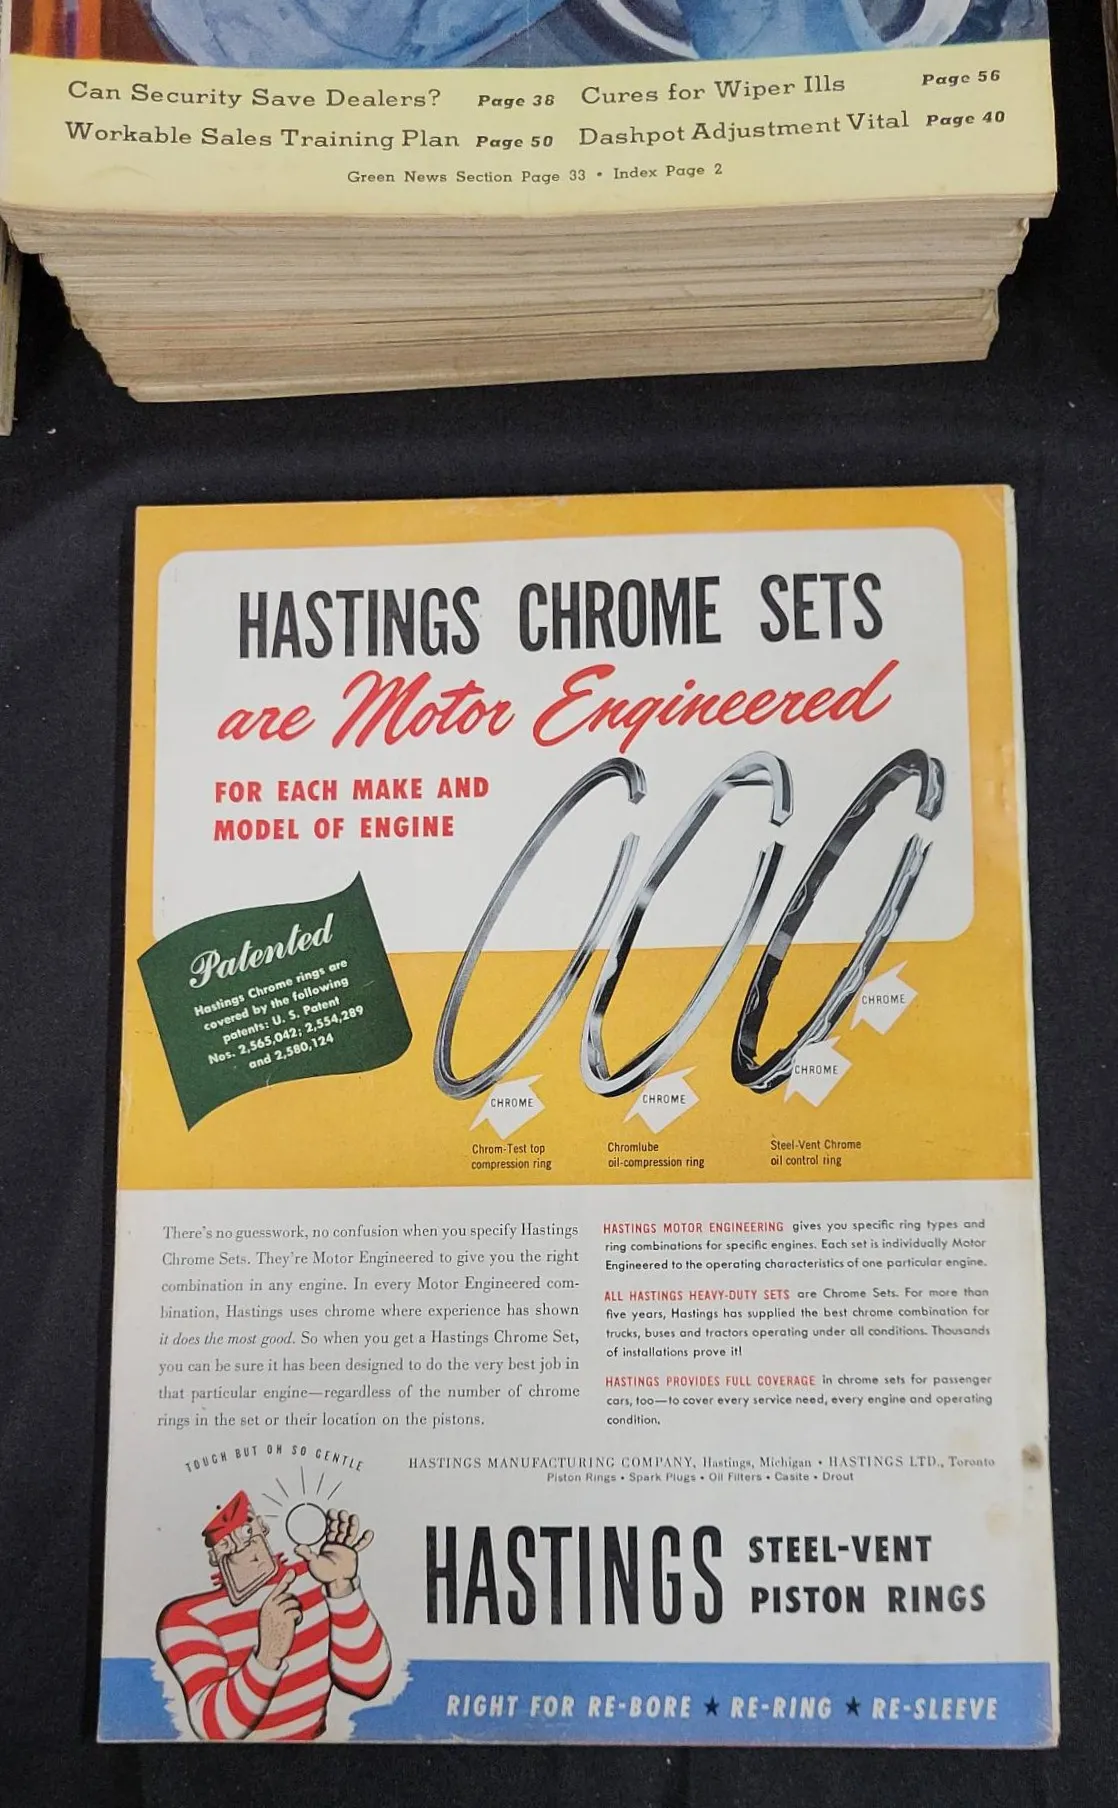 Can Security Save Dealers? Page 38 Cures for Wiper Ills Page 56
Workable Sales Training Plan Page 50 Dashpot Adjustment Vital Page 40
Green News Section Page 33 • Index Page 2
HASTINGS CHROME SETS
are Motor Engineered
FOR EACH MAKE AND
MODEL OF ENGINE
Patented
Hastings Chrome rings are
covered by the following
patents: U. S. Patent
Nos. 2,565,042; 2,554,289
and 2,580,124
CHROME
CHROME
CHROME
CHROME
Chrom-Test top
compression ring
Chromlube
oil-compression ring
Steel-Vent Chrome
oil control ring
There's no guesswork, no confusion when you specify Hastings
Chrome Sets. They're Motor Engineered to give you the right
combination in any engine. In every Motor Engineered com-
bination, Hastings uses chrome where experience has shown
it does the most good. So when you get a Hastings Chrome Set,
you can be sure it has been designed to do the very best job in
that particular engine—regardless of the number of chrome
rings in the set or their location on the pistons.
HASTINGS MOTOR ENGINEERING gives you specific ring types and
ring combinations for specific engines. Each set is individually Motor
Engineered to the operating characteristics of one particular engine.
ALL HASTINGS HEAVY-DUTY SETS are Chrome Sets. For more than
five years, Hastings has supplied the best chrome combination for
trucks, buses and tractors operating under all conditions. Thousands
of installations prove it!
HASTINGS PROVIDES FULL COVERAGE in chrome sets for passenger
cars, too—to cover every service need, every engine and operating
condition.
TOUGH BUT OH SO GENTLE
HASTINGS MANUFACTURING COMPANY, Hastings, Michigan • HASTINGS LTD., Toronto
Piston Rings • Spark Plugs • Oil Filters • Casite • Drout
HASTINGS STEEL-VENT
PISTON RINGS
RIGHT FOR RE-BORE ★ RE-RING ★ RE-SLEEVE